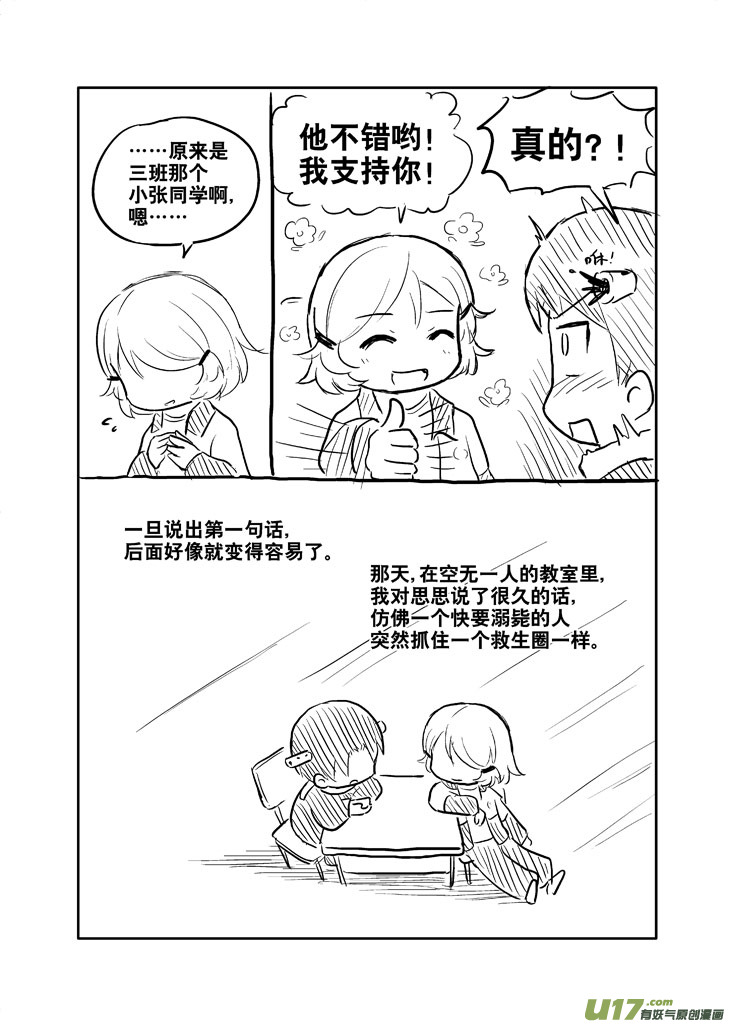 ……原来是
三班那个
小张同学啊,
嗯……
他不错哟!
我支持你!
真的?!
咻!
一旦说出第一句话,
后面好像就变得容易了。
那天,在空无一人的教室里,
我对思思说了很久的话,
仿佛一个快要溺毙的人
突然抓住一个救生圈一样。
U17.com
有妖气原创漫画